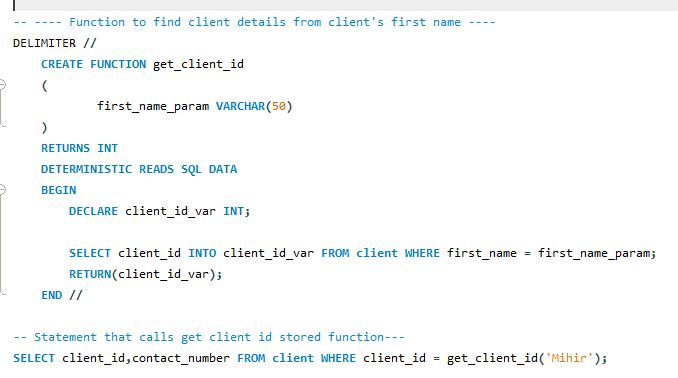 -- ---- Function to find client details from client's first name ----
DELIMITER //
CREATE FUNCTION get_client_id
(
first_name_param VARCHAR(50)
)
RETURNS INT
DETERMINISTIC READS SQL DATA
BEGIN
DECLARE client_id_var INT;
SELECT client_id INTO client_id_var FROM client WHERE first_name = first_name_param;
RETURN(client_id_var);
END //
-- Statement that calls get client id stored function---
SELECT client_id,contact_number FROM client WHERE client_id = get_client_id('Mihir');